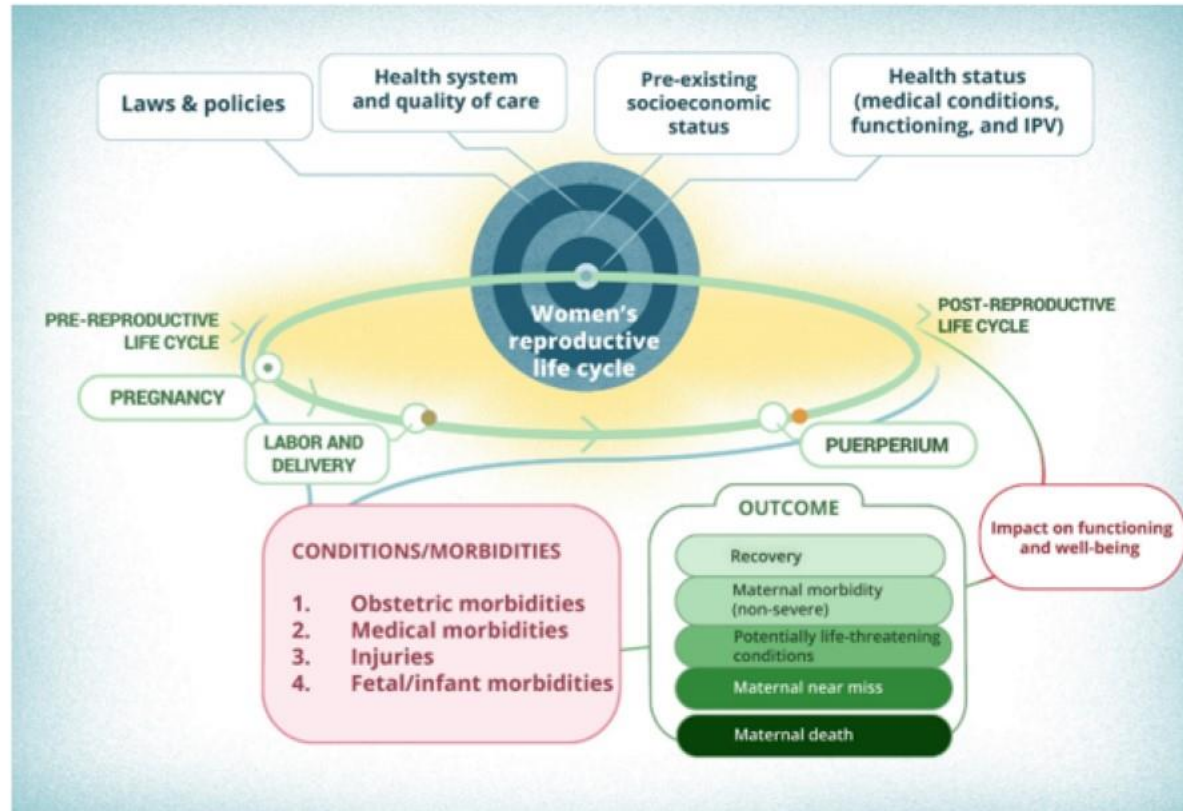 Laws & policies
Health system
and quality of care
Pre-existing
socioeconomic
status
Health status
(medical conditions,
functioning, and IPV)
Women's
reproductive
life cycle
PRE-REPRODUCTIVE
LIFE CYCLE
POST-REPRODUCTIVE
LIFE CYCLE
PREGNANCY
LABOR AND
DELIVERY
PUERPERIUM
CONDITIONS/MORBIDITIES
1. Obstetric morbidities
2. Medical morbidities
3. Injuries
4. Fetal/infant morbidities
OUTCOME
Recovery
Maternal morbidity
(non-severe)
Potentially life-threatening
conditions
Maternal near miss
Maternal death
Impact on functioning
and well-being